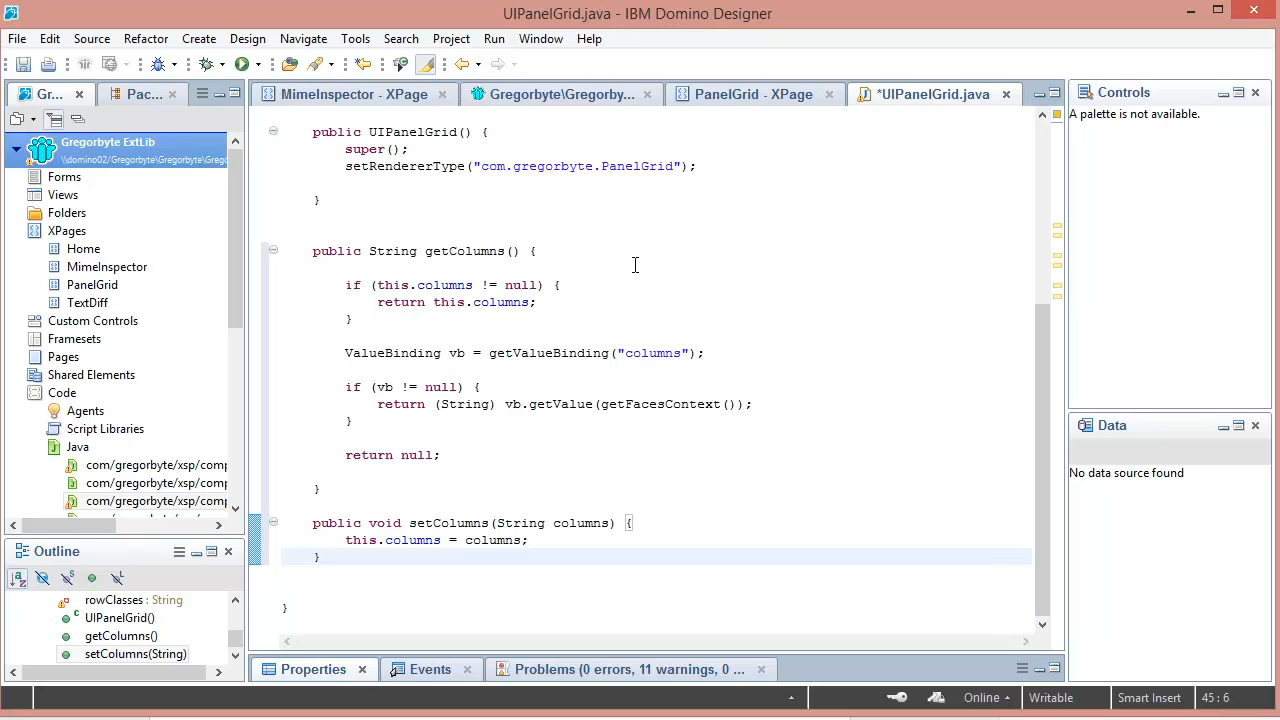 UIPanelGrid.java - IBM Domino Designer
File Edit Source Refactor Create Design Navigate Tools Search Project Run Window Help
Gr... Pac... MimeInspector - XPage Gregorbyte\Gregorby... PanelGrid - XPage *UIPanelGrid.java Controls
A palette is not available.
Gregorbyte ExtLib
\\domino02/Gregorbyte\Gregorbyte\Grego
Forms
Views
Folders
XPages
Home
MimeInspector
PanelGrid
TextDiff
Custom Controls
Framesets
Pages
Shared Elements
Code
Agents
Script Libraries
Java
com/gregorbyte/xsp/comp
com/gregorbyte/xsp/comp
com/gregorbyte/xsp/comp
public UIPanelGrid() {
super();
setRendererType("com.gregorbyte.PanelGrid");
}
public String getColumns() {
if (this.columns != null) {
return this.columns;
}
ValueBinding vb = getValueBinding("columns");
if (vb != null) {
return (String) vb.getValue(getFacesContext());
}
return null;
}
public void setColumns(String columns) {
this.columns = columns;
}
}
Data
No data source found
Outline
rowClasses : String
UIPanelGrid()
getColumns()
setColumns(String)
Properties Events Problems (0 errors, 11 warnings, 0 ...
Online Writable Smart Insert 45 : 6